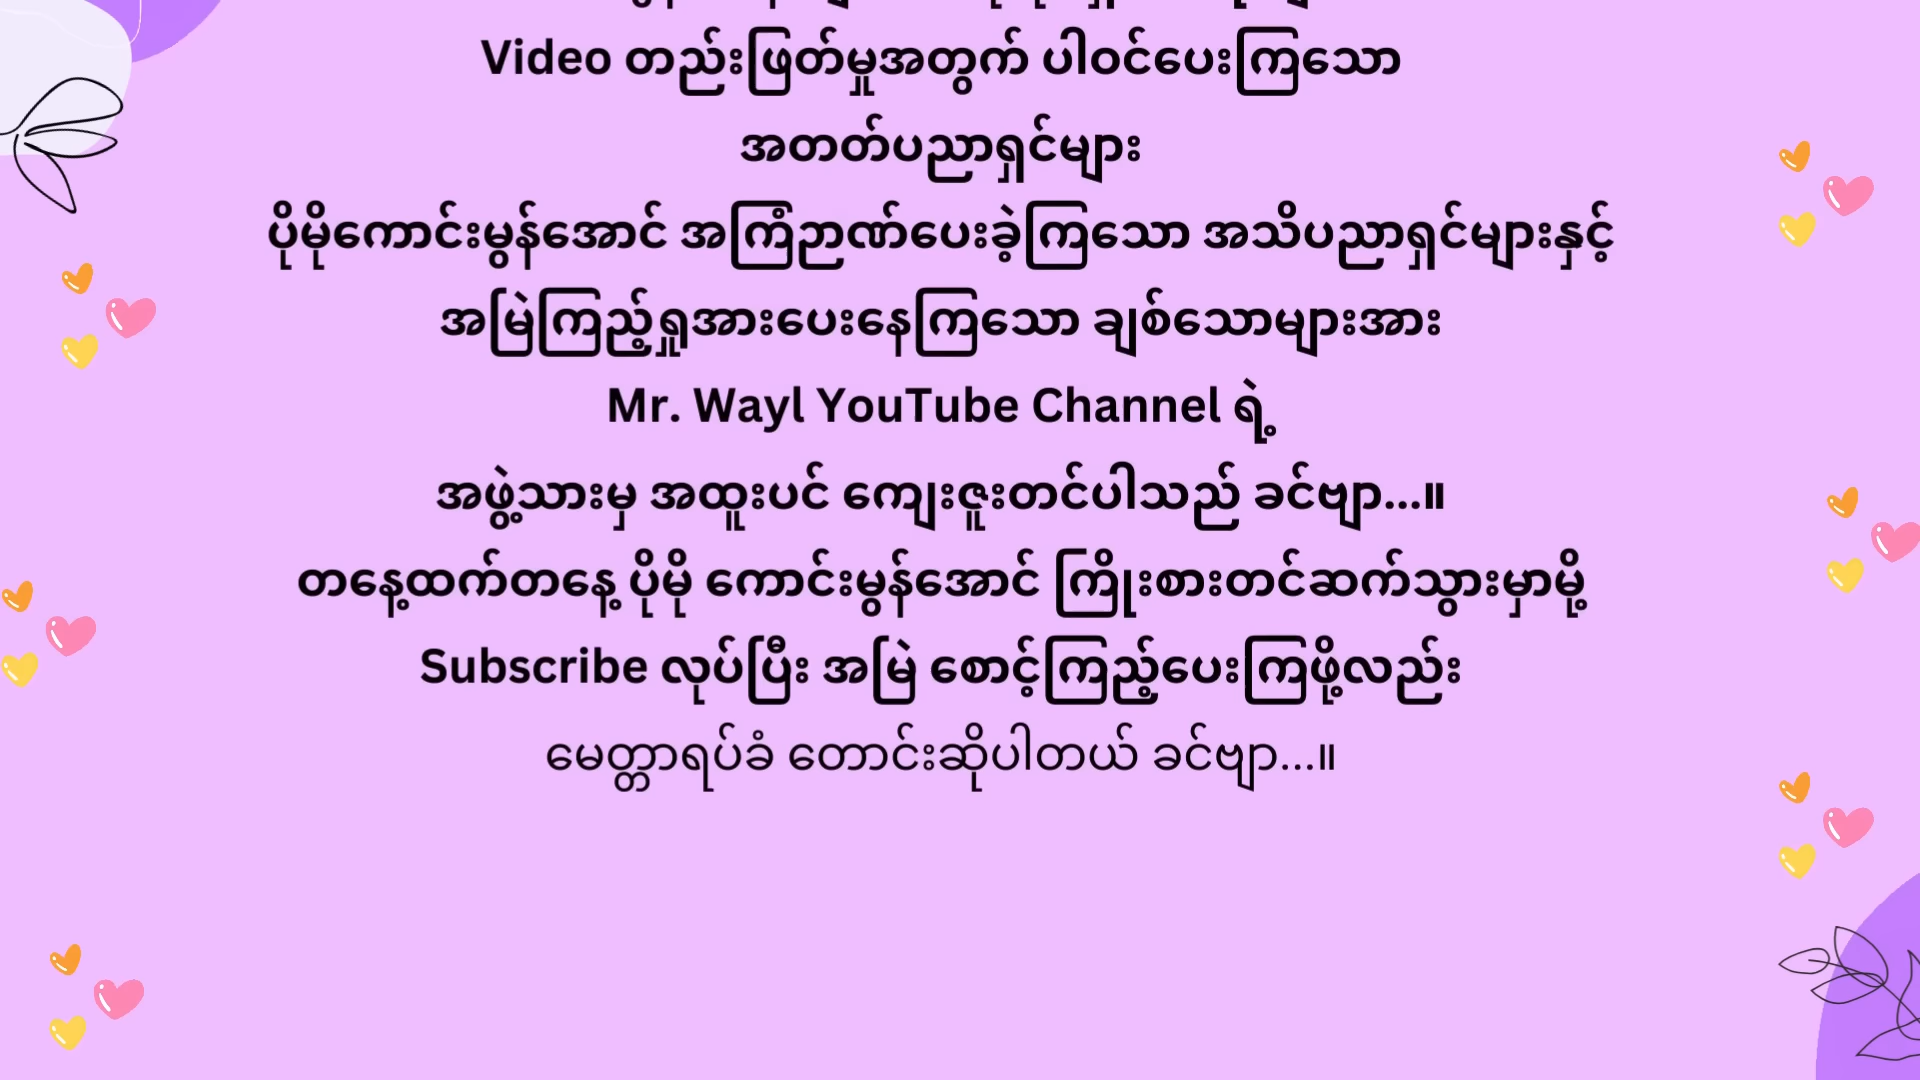 Video တည်းဖြတ်မှုအတွက် ပါဝင်ပေးကြသော
အတတ်ပညာရှင်များ
ပိုမိုကောင်းမွန်အောင် အကြံဉာဏ်ပေးခဲ့ကြသော အသိပညာရှင်များနှင့်
အမြဲကြည့်ရှုအားပေးနေကြသော ချစ်သောများအား
Mr. Wayl YouTube Channel ရဲ့
အဖွဲ့သားမှ အထူးပင် ကျေးဇူးတင်ပါသည် ခင်ဗျာ...။
တနေ့ထက်တနေ့ ပိုမို ကောင်းမွန်အောင် ကြိုးစားတင်ဆက်သွားမှာမို့
Subscribe လုပ်ပြီး အမြဲ စောင့်ကြည့်ပေးကြဖို့လည်း
မေတ္တာရပ်ခံ တောင်းဆိုပါတယ် ခင်ဗျာ...။